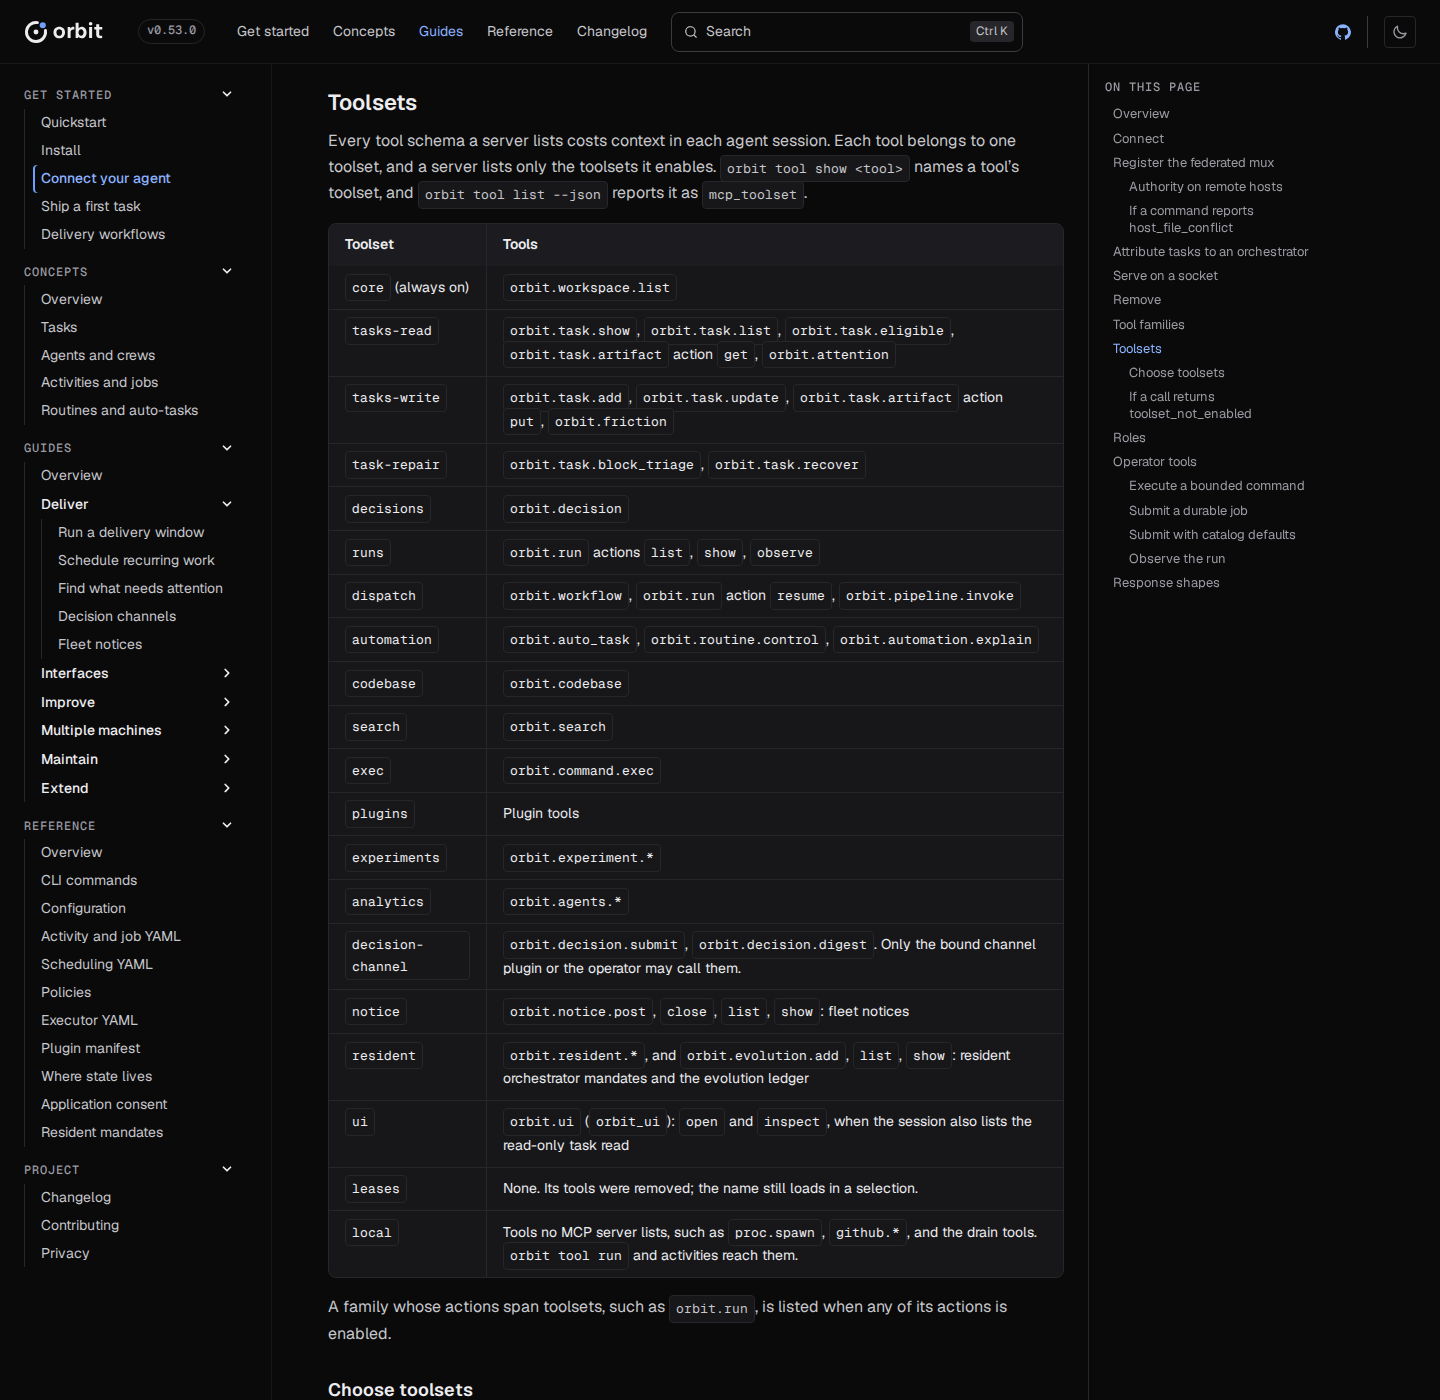 orbit v0.53.0 Get started Concepts Guides Reference Changelog Search Ctrl K
GET STARTED
Quickstart
Install
Connect your agent
Ship a first task
Delivery workflows
CONCEPTS
Overview
Tasks
Agents and crews
Activities and jobs
Routines and auto-tasks
GUIDES
Overview
Deliver
Run a delivery window
Schedule recurring work
Find what needs attention
Decision channels
Fleet notices
Interfaces
Improve
Multiple machines
Maintain
Extend
REFERENCE
Overview
CLI commands
Configuration
Activity and job YAML
Scheduling YAML
Policies
Executor YAML
Plugin manifest
Where state lives
Application consent
Resident mandates
PROJECT
Changelog
Contributing
Privacy
Toolsets
Every tool schema a server lists costs context in each agent session. Each tool belongs to one
toolset, and a server lists only the toolsets it enables. orbit tool show <tool> names a tool's
toolset, and orbit tool list --json reports it as mcp_toolset.
Toolset Tools
core (always on) orbit.workspace.list
tasks-read orbit.task.show, orbit.task.list, orbit.task.eligible,
orbit.task.artifact action get, orbit.attention
tasks-write orbit.task.add, orbit.task.update, orbit.task.artifact action
put, orbit.friction
task-repair orbit.task.block_triage, orbit.task.recover
decisions orbit.decision
runs orbit.run actions list, show, observe
dispatch orbit.workflow, orbit.run action resume, orbit.pipeline.invoke
automation orbit.auto_task, orbit.routine.control, orbit.automation.explain
codebase orbit.codebase
search orbit.search
exec orbit.command.exec
plugins Plugin tools
experiments orbit.experiment.*
analytics orbit.agents.*
decision- orbit.decision.submit, orbit.decision.digest. Only the bound channel
channel plugin or the operator may call them.
notice orbit.notice.post, close, list, show: fleet notices
resident orbit.resident.*, and orbit.evolution.add, list, show: resident
orchestrator mandates and the evolution ledger
ui orbit.ui (orbit_ui): open and inspect, when the session also lists the
read-only task read
leases None. Its tools were removed; the name still loads in a selection.
local Tools no MCP server lists, such as proc.spawn, github.*, and the drain tools.
orbit tool run and activities reach them.
A family whose actions span toolsets, such as orbit.run, is listed when any of its actions is
enabled.
Choose toolsets
ON THIS PAGE
Overview
Connect
Register the federated mux
Authority on remote hosts
If a command reports
host_file_conflict
Attribute tasks to an orchestrator
Serve on a socket
Remove
Tool families
Toolsets
Choose toolsets
If a call returns
toolset_not_enabled
Roles
Operator tools
Execute a bounded command
Submit a durable job
Submit with catalog defaults
Observe the run
Response shapes